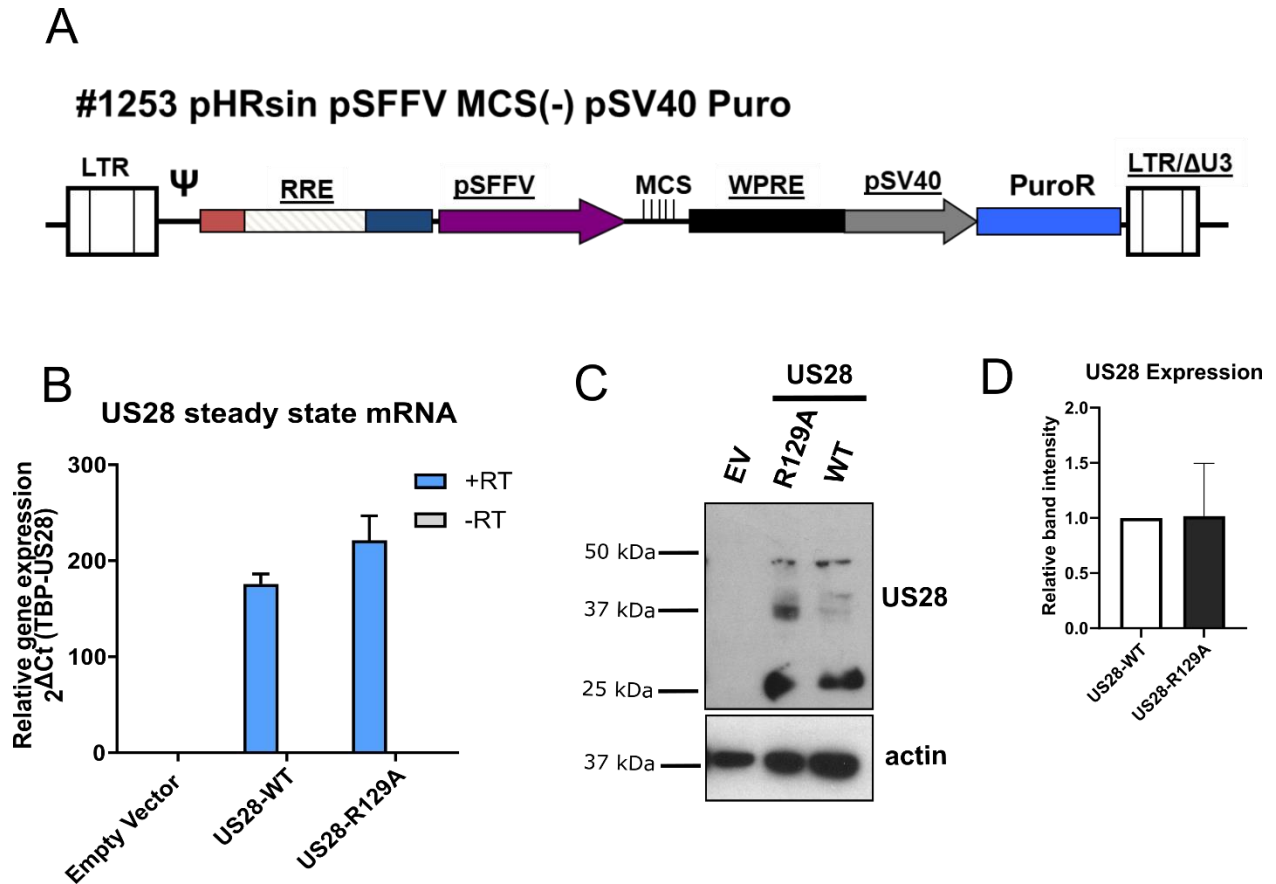 A
#1253 pHRsin pSFFV MCS(-) pSV40 Puro
LTR
Ψ
RRE
pSFFV
MCS
WPRE
pSV40
PuroR
LTR/ΔU3
B
US28 steady state mRNA
Relative gene expression
2ΔCt (TBP-US28)
300
200
100
0
+RT
-RT
Empty Vector
US28-WT
US28-R129A
C
US28
EV
R129A
WT
50 kDa
37 kDa
25 kDa
US28
37 kDa
actin
D
US28 Expression
Relative band intensity
2.0
1.5
1.0
0.5
0.0
US28-WT
US28-R129A